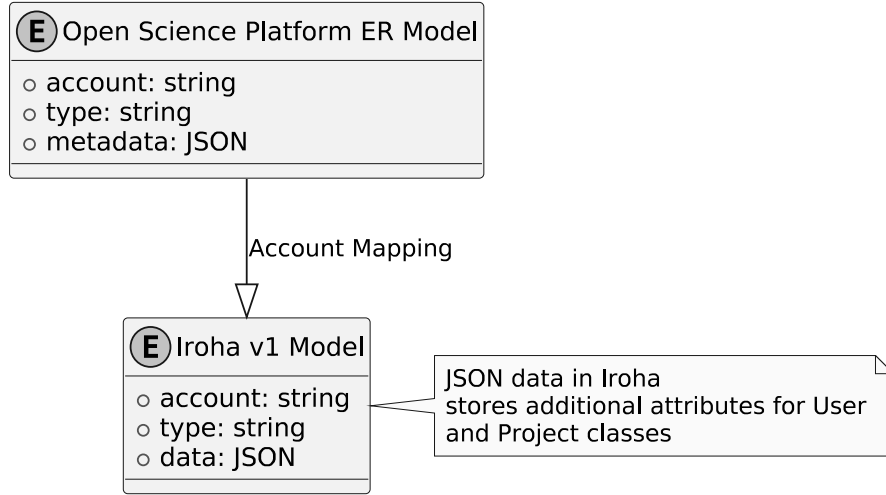 E Open Science Platform ER Model
account: string
type: string
metadata: JSON
Account Mapping
E Iroha v1 Model
account: string
type: string
data: JSON
JSON data in Iroha
stores additional attributes for User
and Project classes